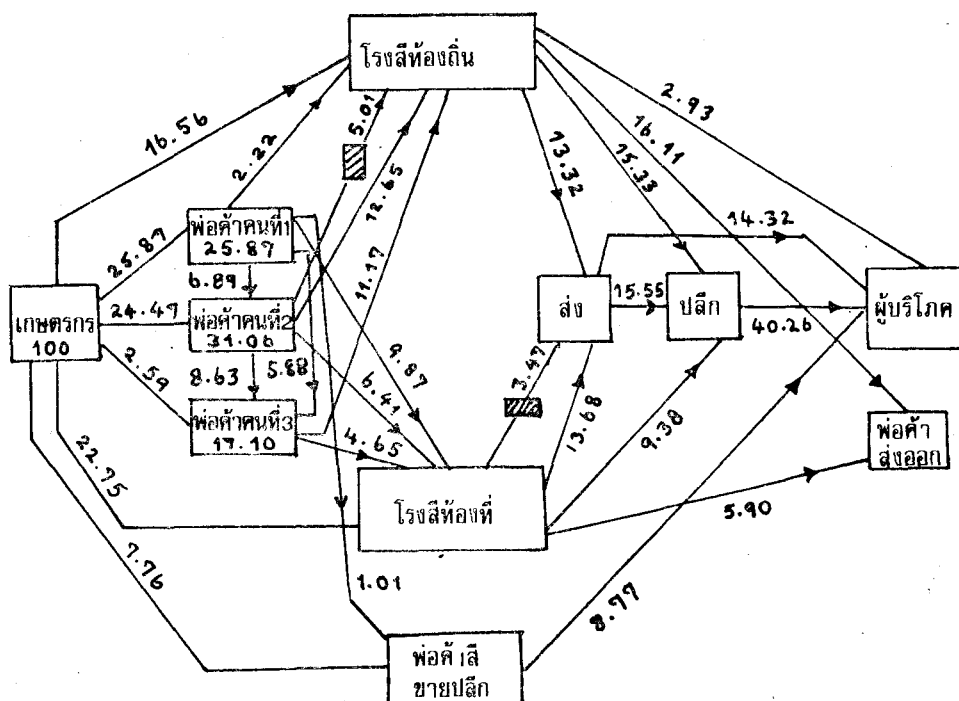 โรงสีท้องถิ่น
16.56
2.22
5.01
12.65
11.17
13.32
15.33
16.11
2.93
พ่อค้าคนที่1
25.87
25.87
6.89
14.32
เกษตรกร
100
24.47
พ่อค้าคนที่2
31.06
ส่ง
15.55
ปลีก
40.26
ผู้บริโภค
2.59
8.63
5.88
9.87
6.41
3.47
13.68
9.38
พ่อค้าคนที่3
17.10
4.65
พ่อค้า
ส่งออก
22.75
โรงสีท้องที่
5.90
7.76
1.01
8.77
พ่อค้าเสี
ขายปลีก